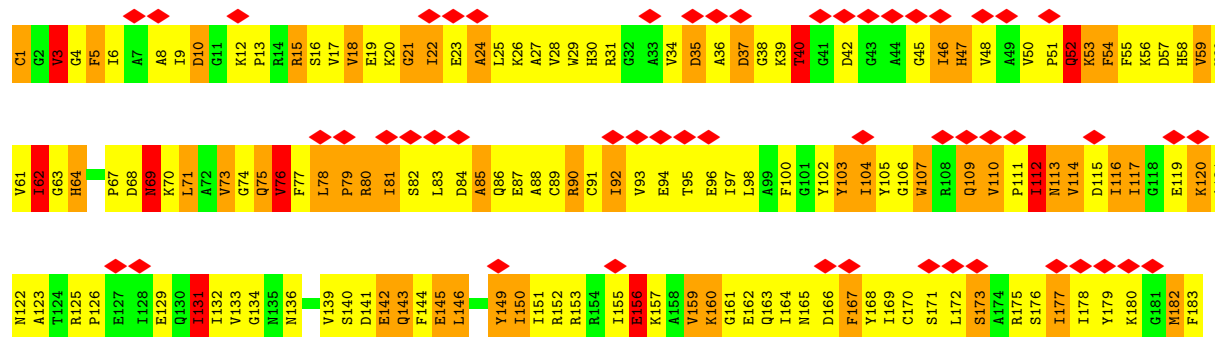 C1 G2 V3 G4 F5 I6 A7 A8 I9 D10 G11 K12 P13 R14 R15 S16 V17 V18 E19 K20 G21 I22 E23 A24 L25 K26 A27 V28 W29 H30 R31 G32 A33 V34 D35 A36 D37 G38 K39 T40 G41 D42 G43 A44 G45 I46 H47 V48 A49 V50 P51 Q52 K53 F54 F55 K56 D57 H58 V59
V61 I62 G63 H64 P67 D68 N69 K70 L71 A72 V73 G74 Q75 V76 F77 L78 P79 R80 I81 S82 L83 D84 A85 Q86 E87 A88 C89 R90 C91 I92 V93 E94 T95 E96 I97 L98 A99 F100 G101 Y102 Y103 I104 Y105 G106 W107 R108 Q109 V110 P111 I112 N113 V114 D115 I116 I117 G118 E119 K120
N122 A123 T124 R125 P126 E127 I128 E129 Q130 I131 I132 V133 G134 N135 N136 V139 S140 D141 E142 Q143 F144 E145 L146 Y149 I150 I151 R152 R153 R154 I155 E156 K157 A158 V159 K160 G161 E162 Q163 I164 N165 D166 F167 Y168 I169 C170 S171 L172 S173 A174 R175 S176 I177 I178 Y179 K180 G181 M182 F183